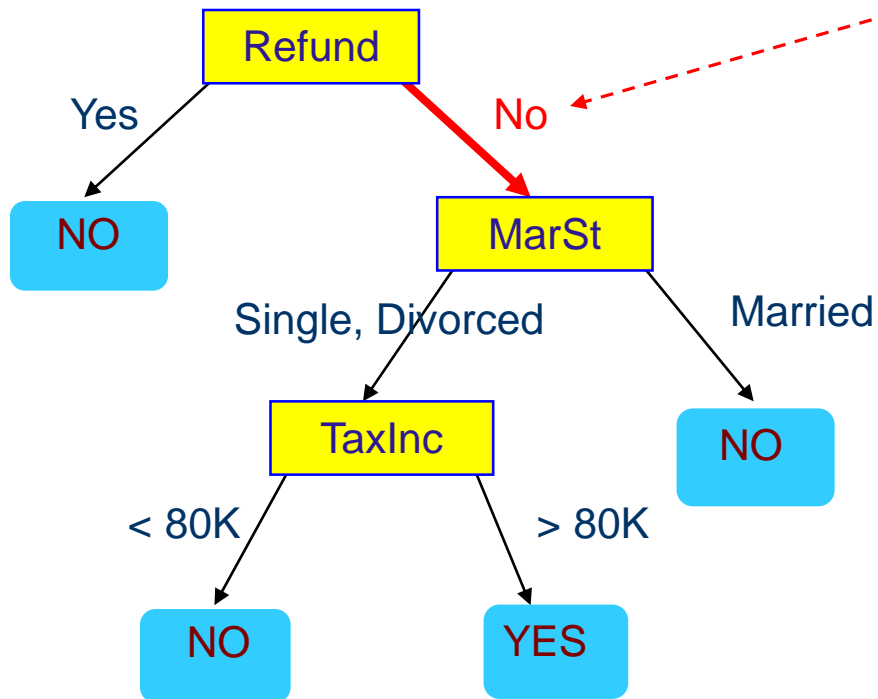 Refund
Yes
No
NO
MarSt
Single, Divorced
Married
TaxInc
NO
< 80K
> 80K
NO
YES